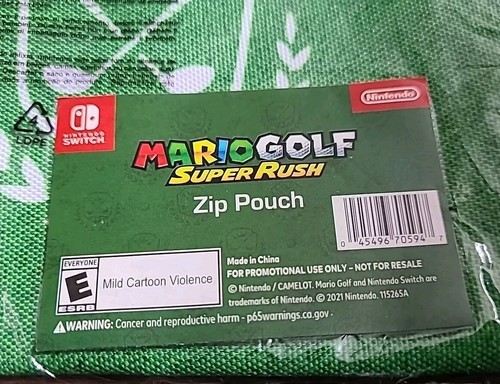 LDPE
NINTENDO
SWITCH
Nintendo
MARIO GOLF
SUPER RUSH
Zip Pouch
0 45496 70594 7
EVERYONE
E
ESRB
Mild Cartoon Violence
Made in China
FOR PROMOTIONAL USE ONLY – NOT FOR RESALE
© Nintendo / CAMELOT. Mario Golf and Nintendo Switch are
trademarks of Nintendo. © 2021 Nintendo. 115265A
WARNING: Cancer and reproductive harm - p65warnings.ca.gov.